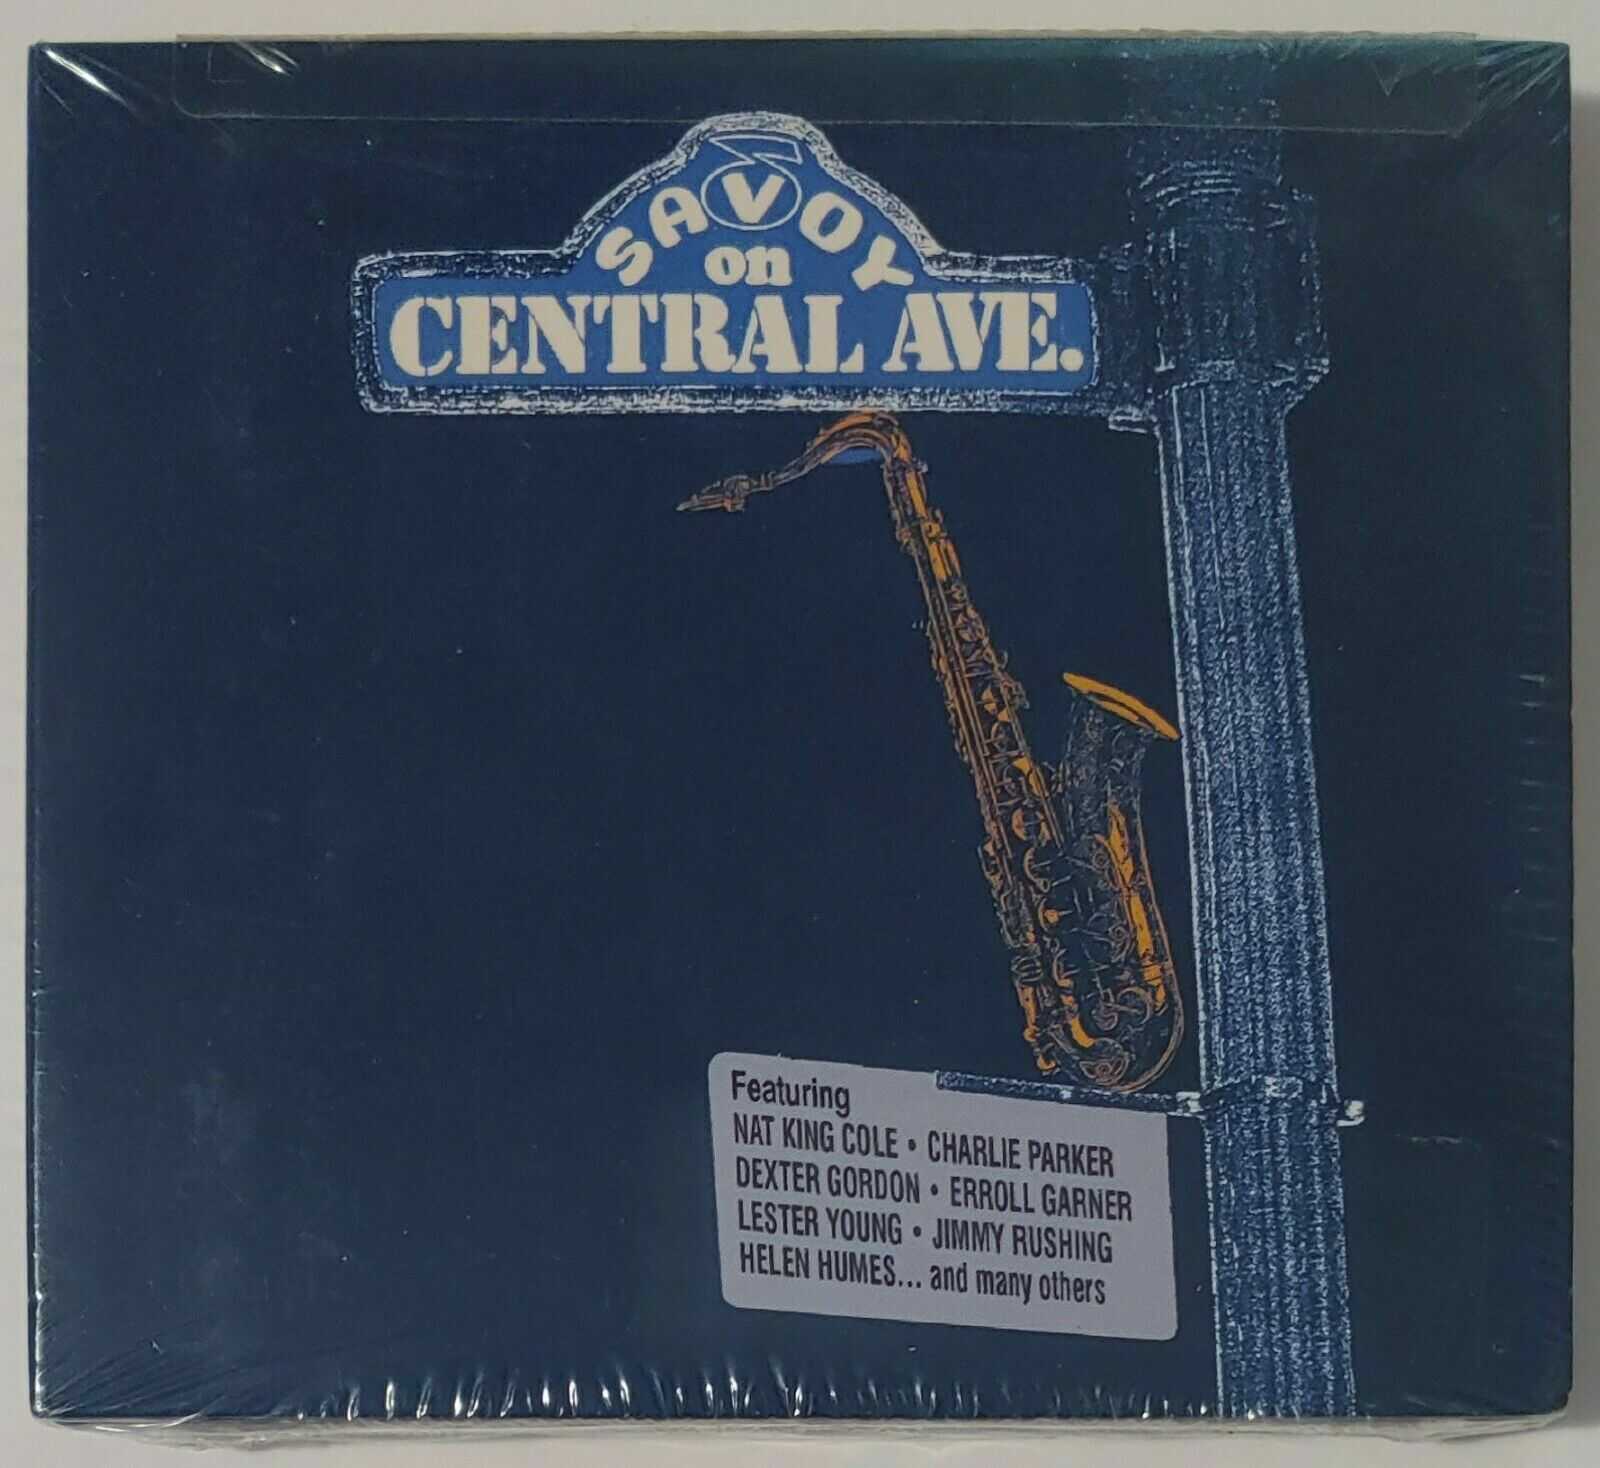 SAVOY
on
CENTRAL AVE.
Featuring
NAT KING COLE • CHARLIE PARKER
DEXTER GORDON • ERROLL GARNER
LESTER YOUNG • JIMMY RUSHING
HELEN HUMES... and many others